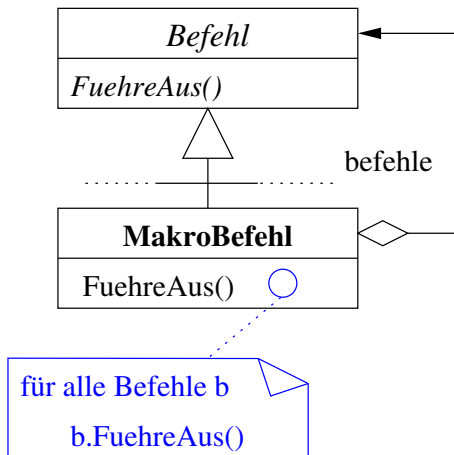 Befehl
FuehreAus()
befehle
MakroBefehl
FuehreAus()
für alle Befehle b
b.FuehreAus()